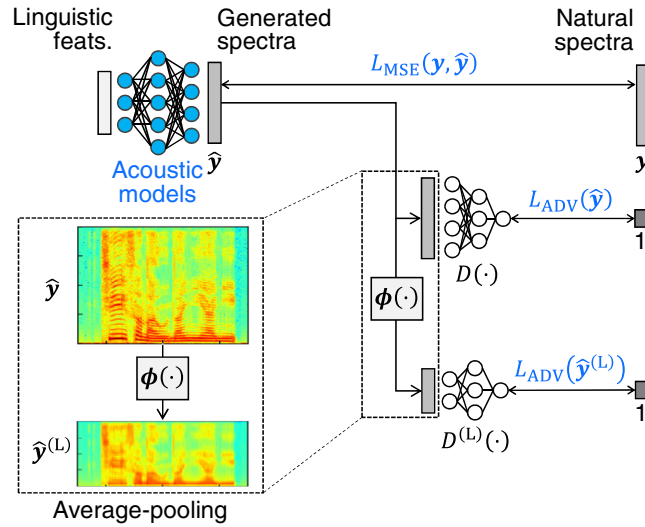 Linguistic feats.
Generated spectra
Natural spectra
L_MSE(y, ŷ)
Acoustic models
ŷ
y
L_ADV(ŷ)
1
D(·)
ŷ
ϕ(·)
ϕ(·)
L_ADV(ŷ^(L))
1
ŷ^(L)
D^(L)(·)
Average-pooling